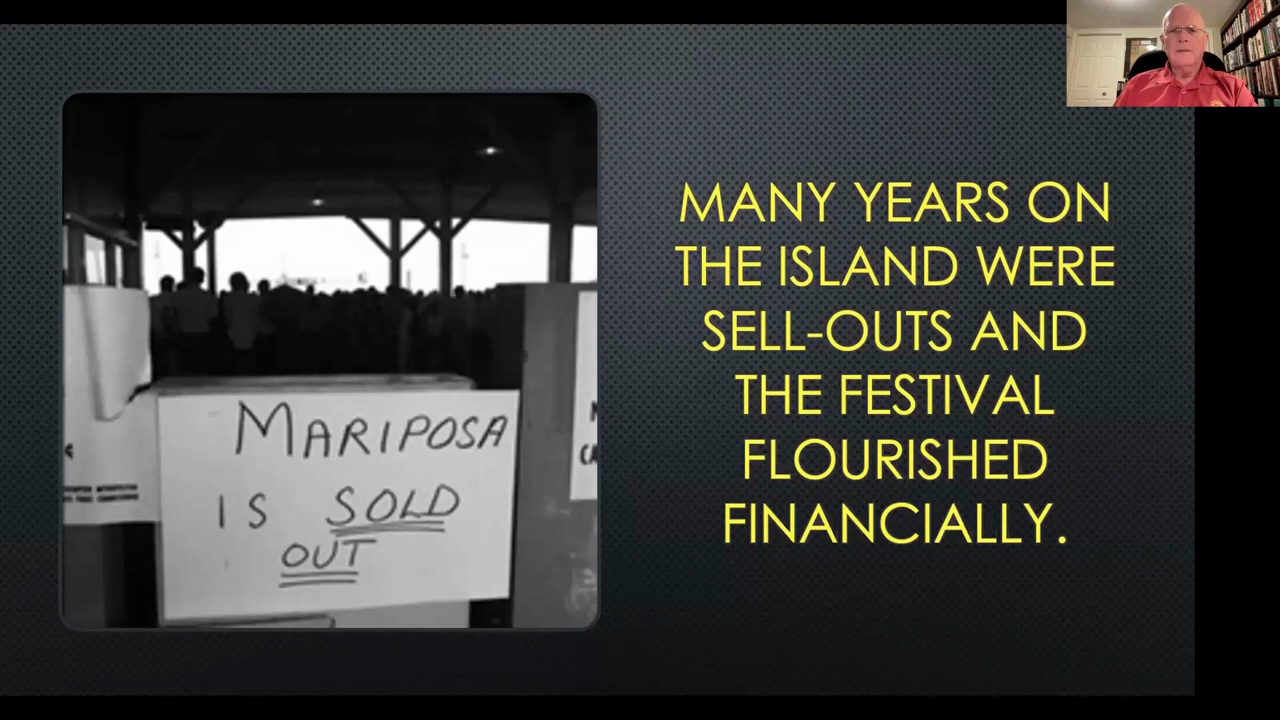 MARIPOSA
IS SOLD
OUT
MANY YEARS ON
THE ISLAND WERE
SELL-OUTS AND
THE FESTIVAL
FLOURISHED
FINANCIALLY.